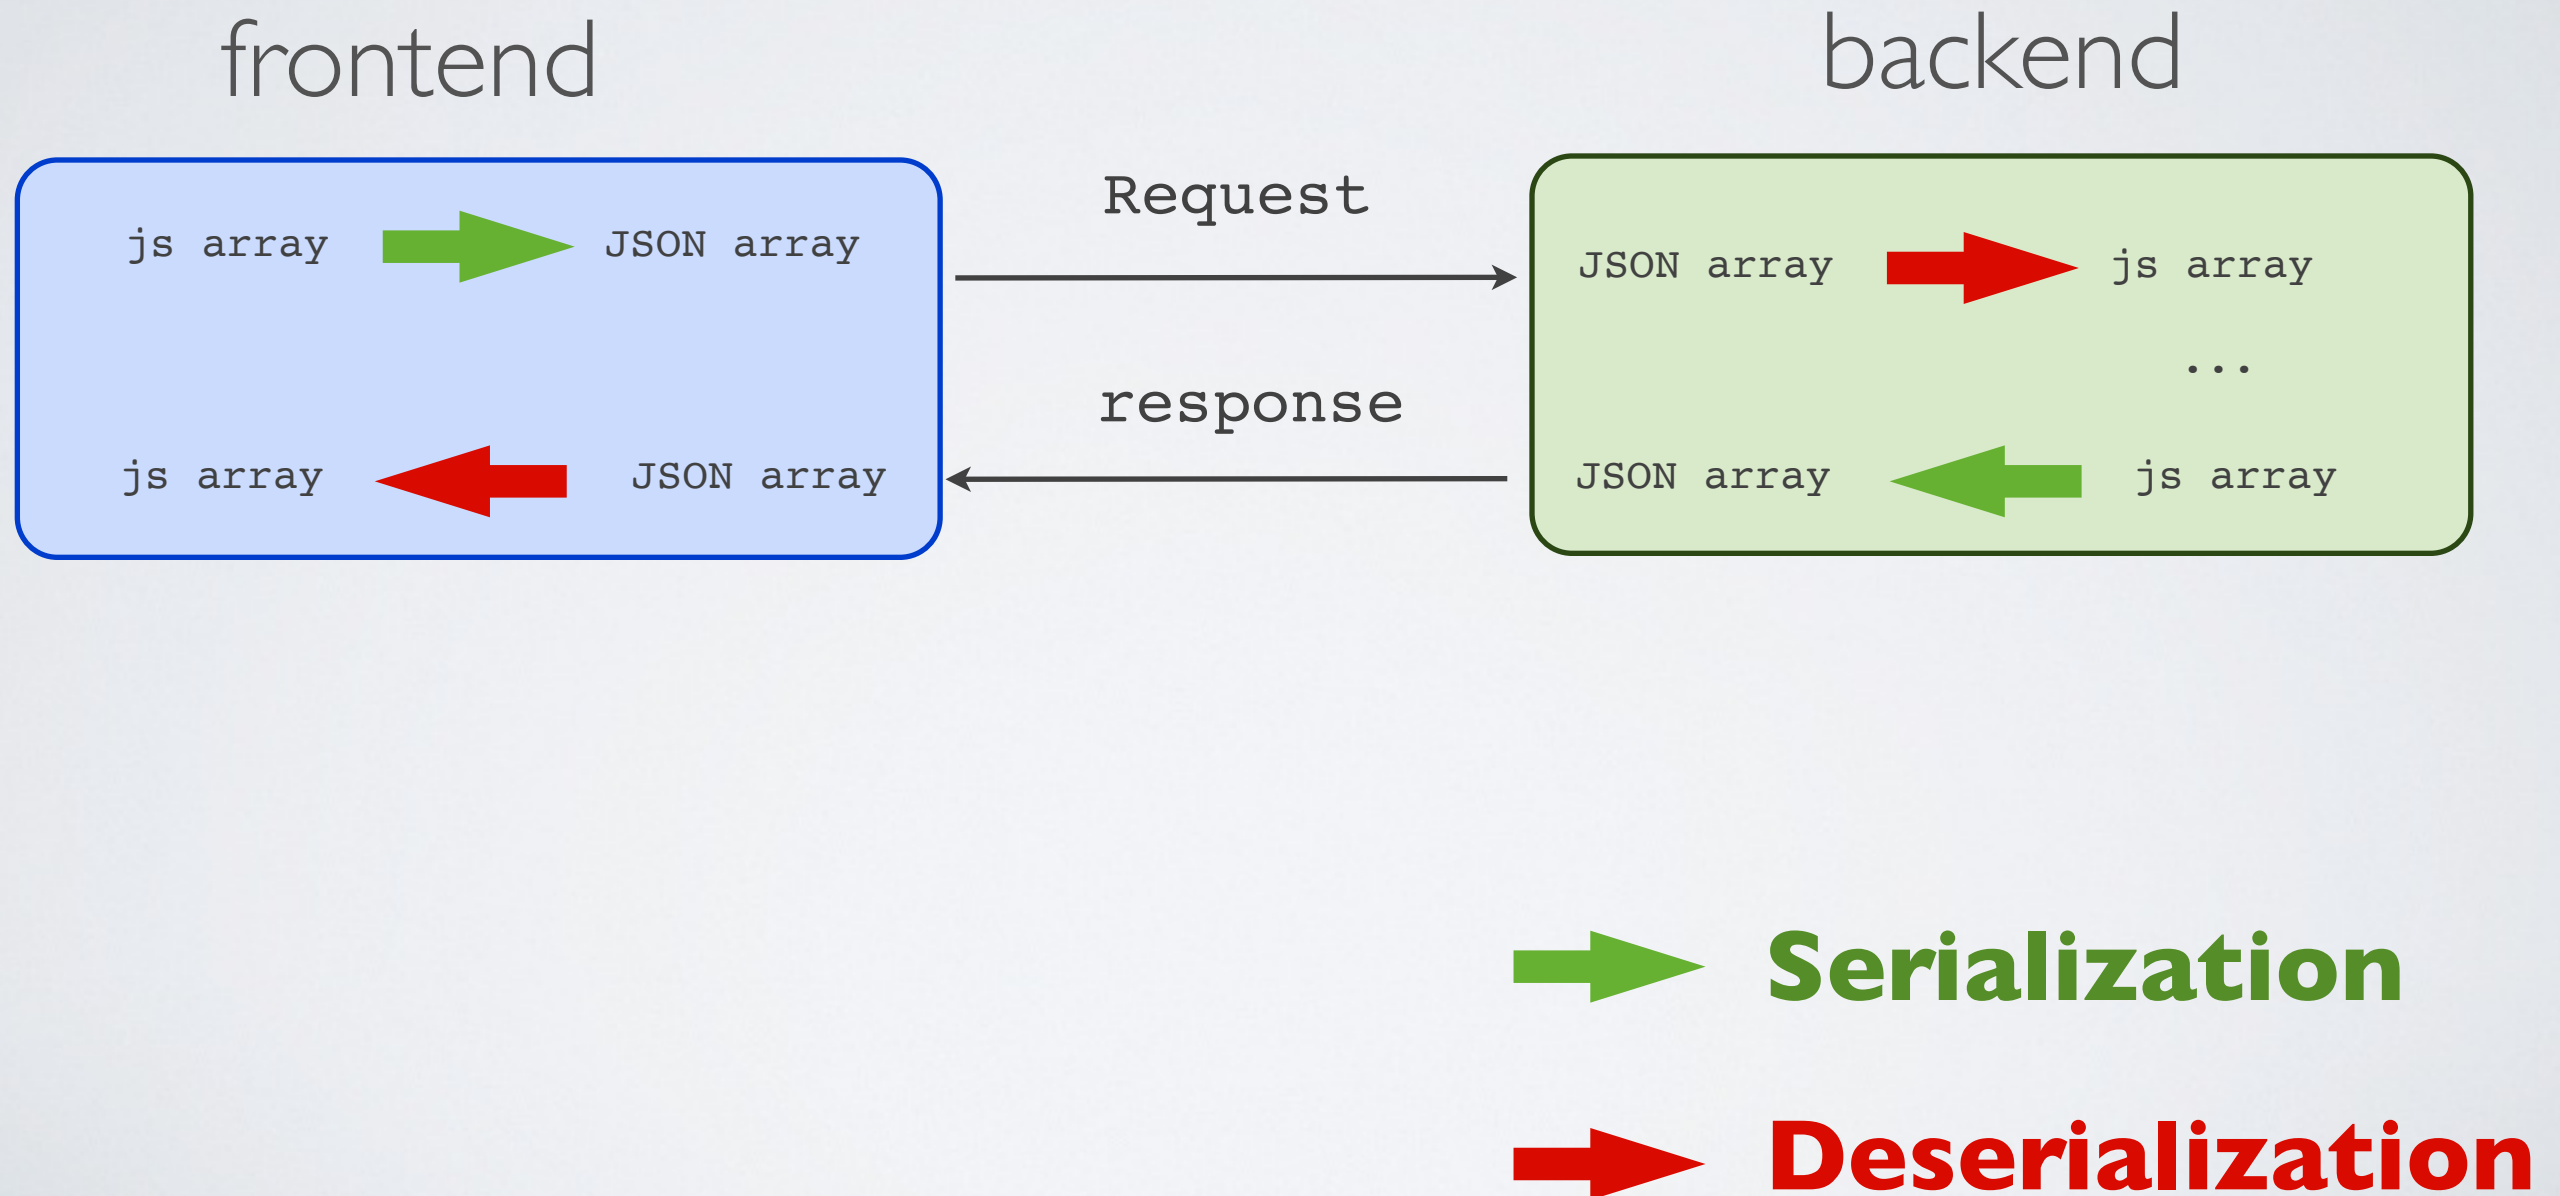 frontend
backend
js array
JSON array
Request
JSON array
js array
...
response
js array
JSON array
JSON array
js array
Serialization
Deserialization